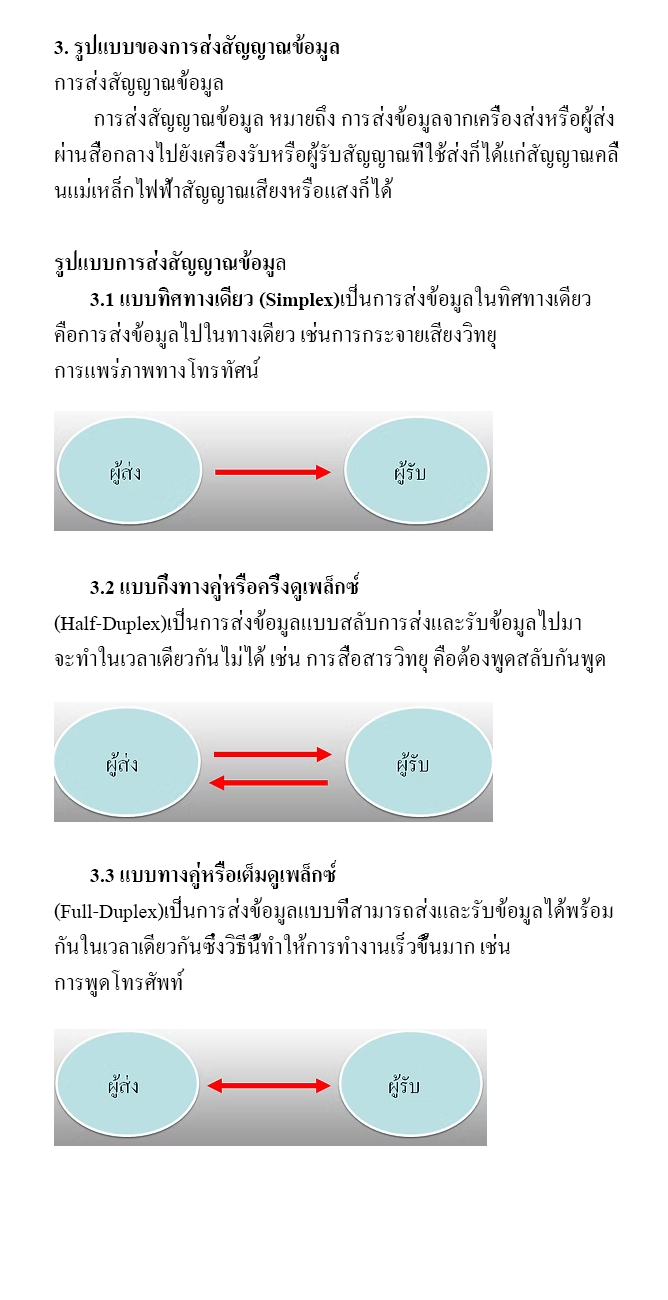 3. รูปแบบของการส่งสัญญาณข้อมูล
การส่งสัญญาณข้อมูล
การส่งสัญญาณข้อมูล หมายถึง การส่งข้อมูลจากเครื่องส่งหรือผู้ส่ง
ผ่านสื่อกลางไปยังเครื่องรับหรือผู้รับสัญญาณที่ใช้ส่งก็ได้แก่สัญญาณคลื่
นแม่เหล็กไฟฟ้าสัญญาณเสียงหรือแสงก็ได้
รูปแบบการส่งสัญญาณข้อมูล
3.1 แบบทิศทางเดียว (Simplex)เป็นการส่งข้อมูลในทิศทางเดียว
คือการส่งข้อมูลไปในทางเดียว เช่นการกระจายเสียงวิทยุ
การแพร่ภาพทางโทรทัศน์
ผู้ส่ง ผู้รับ
3.2 แบบกึ่งทางคู่หรือครึ่งดูเพล็กซ์
(Half-Duplex)เป็นการส่งข้อมูลแบบสลับการส่งและรับข้อมูลไปมา
จะทำในเวลาเดียวกันไม่ได้ เช่น การสื่อสารวิทยุ คือต้องพูดสลับกันพูด
ผู้ส่ง ผู้รับ
3.3 แบบทางคู่หรือเต็มดูเพล็กซ์
(Full-Duplex)เป็นการส่งข้อมูลแบบที่สามารถส่งและรับข้อมูลได้พร้อม
กันในเวลาเดียวกันซึ่งวิธีนี้ทำให้การทำงานเร็วขึ้นมาก เช่น
การพูดโทรศัพท์
ผู้ส่ง ผู้รับ